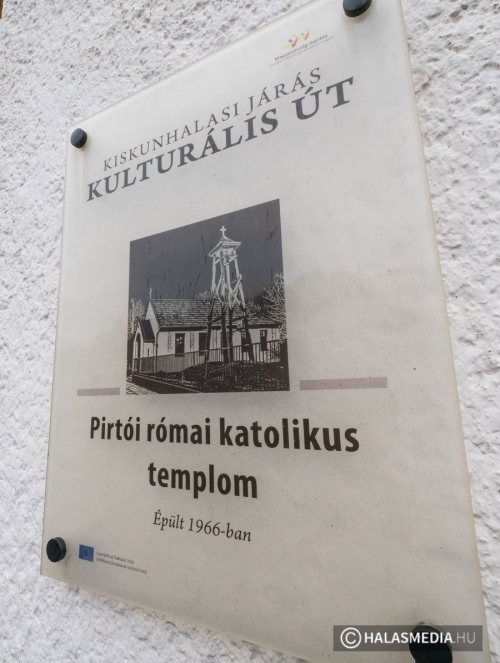 KISKUNHALASI JÁRÁS
KULTURÁLIS ÚT
Pirtói római katolikus
templom
Épült 1966-ban
© HALASMEDIA.HU